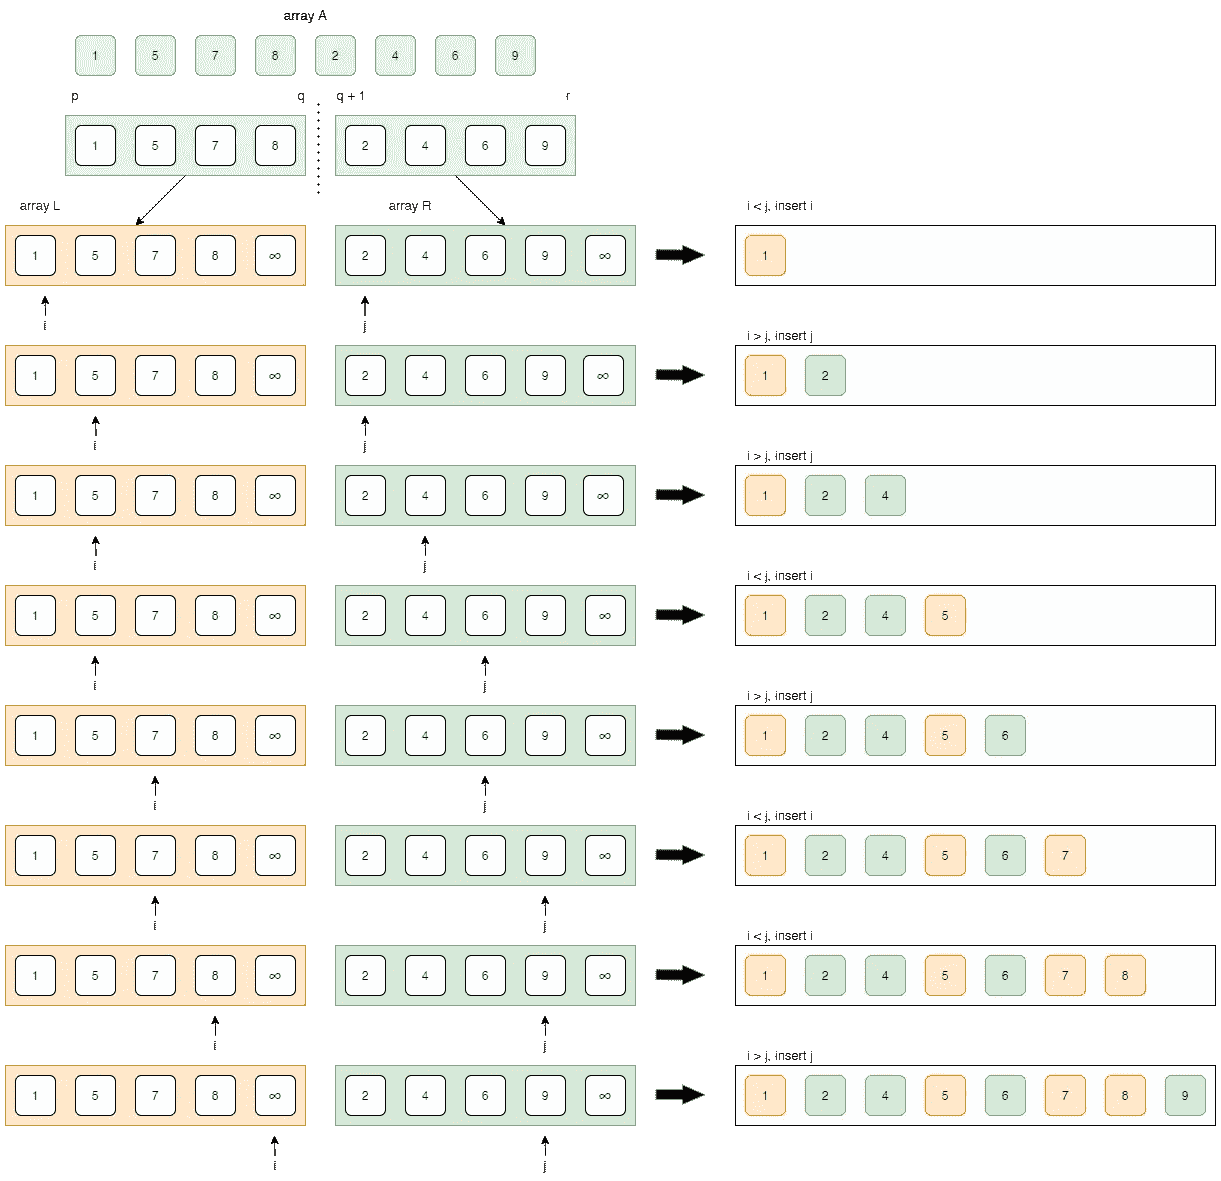 array A
1 5 7 8 2 4 6 9
p q q + 1 r
1 5 7 8 2 4 6 9
array L array R i < j, insert i
1 5 7 8 ∞ 2 4 6 9 ∞ 1
i j
i > j, insert j
1 5 7 8 ∞ 2 4 6 9 ∞ 1 2
i j
i > j, insert j
1 5 7 8 ∞ 2 4 6 9 ∞ 1 2 4
i j
i < j, insert i
1 5 7 8 ∞ 2 4 6 9 ∞ 1 2 4 5
i j
i > j, insert j
1 5 7 8 ∞ 2 4 6 9 ∞ 1 2 4 5 6
i j
i < j, insert i
1 5 7 8 ∞ 2 4 6 9 ∞ 1 2 4 5 6 7
i j
i < j, insert i
1 5 7 8 ∞ 2 4 6 9 ∞ 1 2 4 5 6 7 8
i j
i > j, insert j
1 5 7 8 ∞ 2 4 6 9 ∞ 1 2 4 5 6 7 8 9
i j